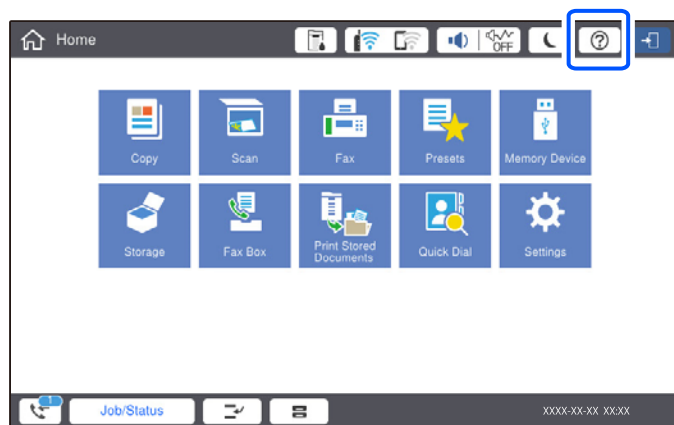 Home
OFF
?
Copy
Scan
Fax
Presets
Memory Device
Storage
Fax Box
Print Stored
Documents
Quick Dial
Settings
1
Job/Status
XXXX-XX-XX XX:XX